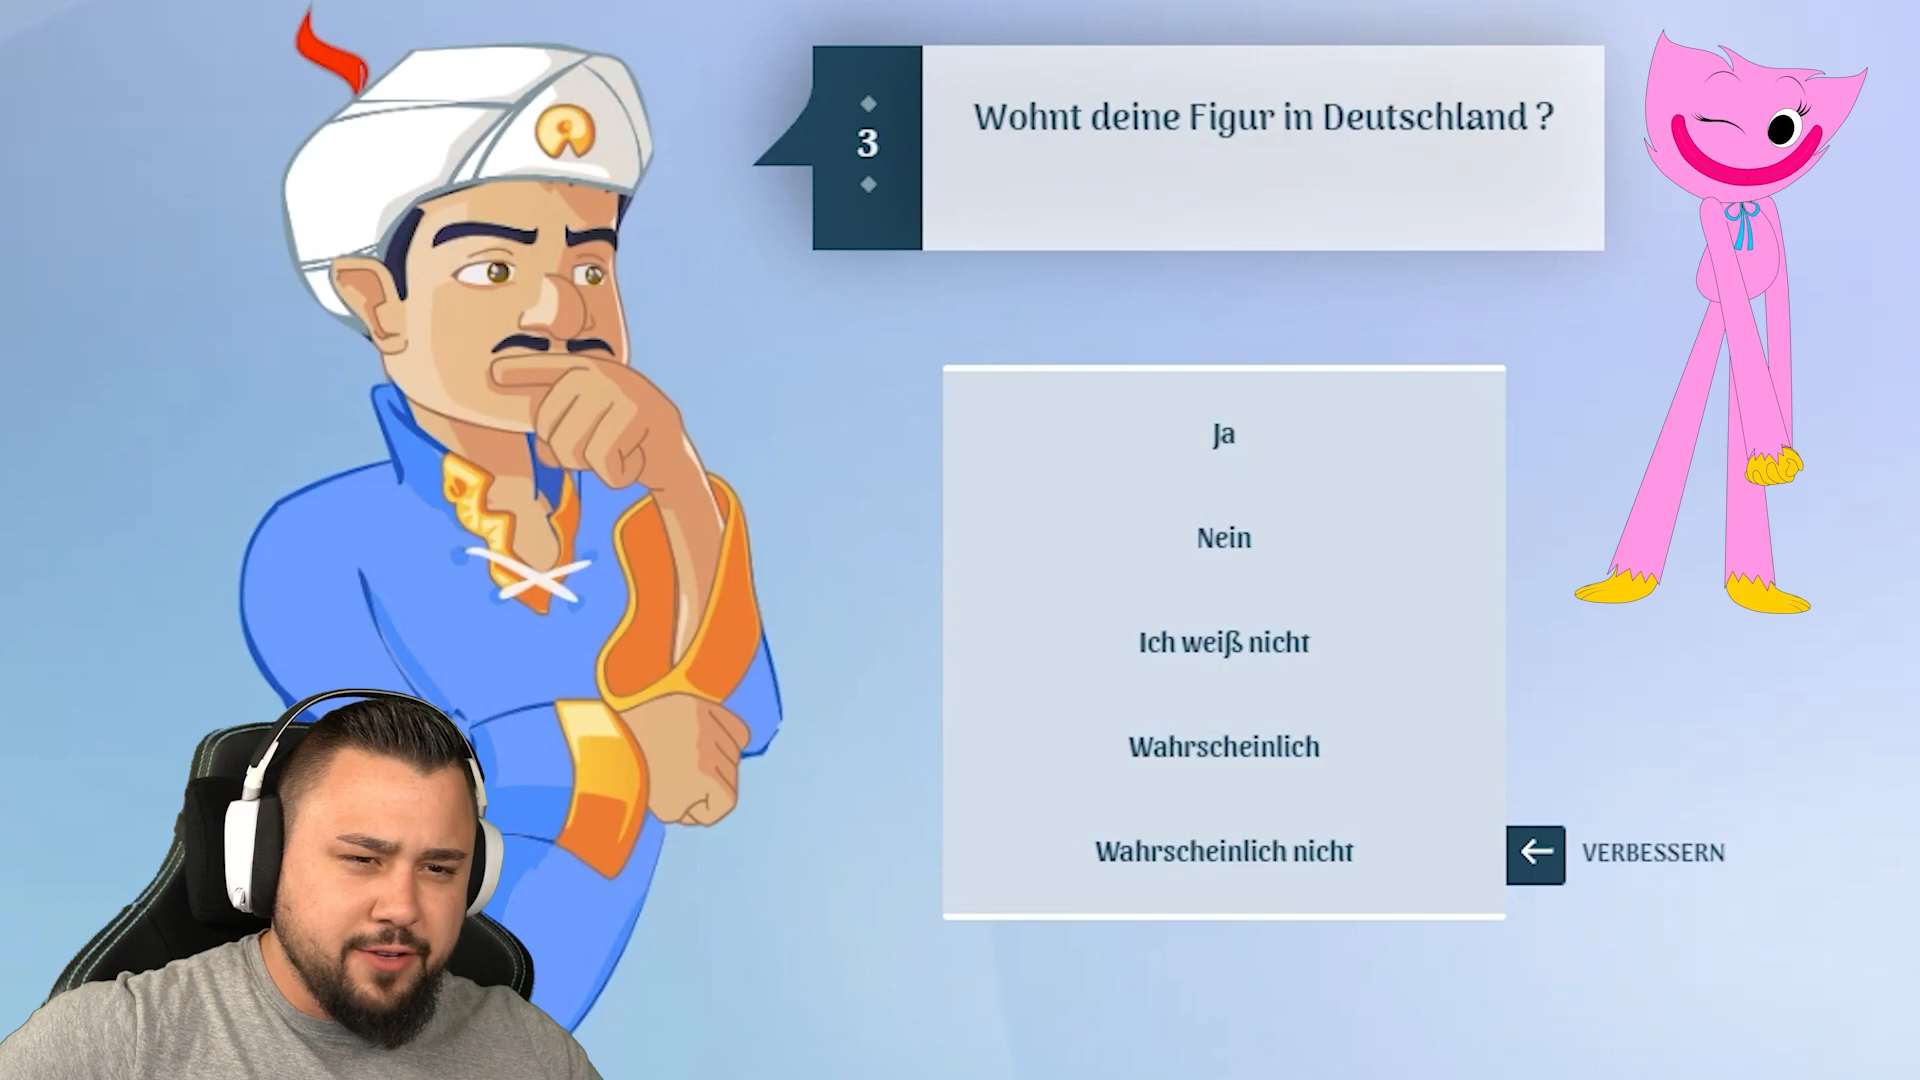 3
Wohnt deine Figur in Deutschland ?
Ja
Nein
Ich weiß nicht
Wahrscheinlich
Wahrscheinlich nicht
VERBESSERN